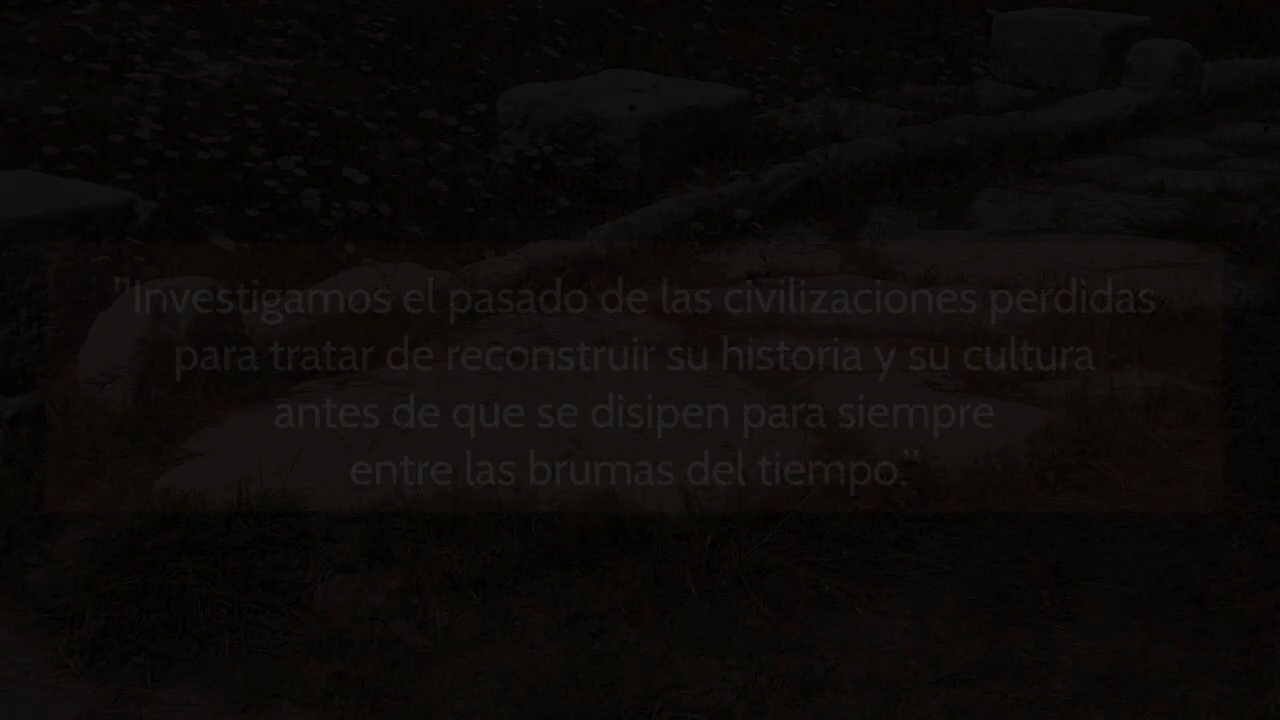 "Investigamos el pasado de las civilizaciones perdidas
para tratar de reconstruir su historia y su cultura
antes de que se disipen para siempre
entre las brumas del tiempo."